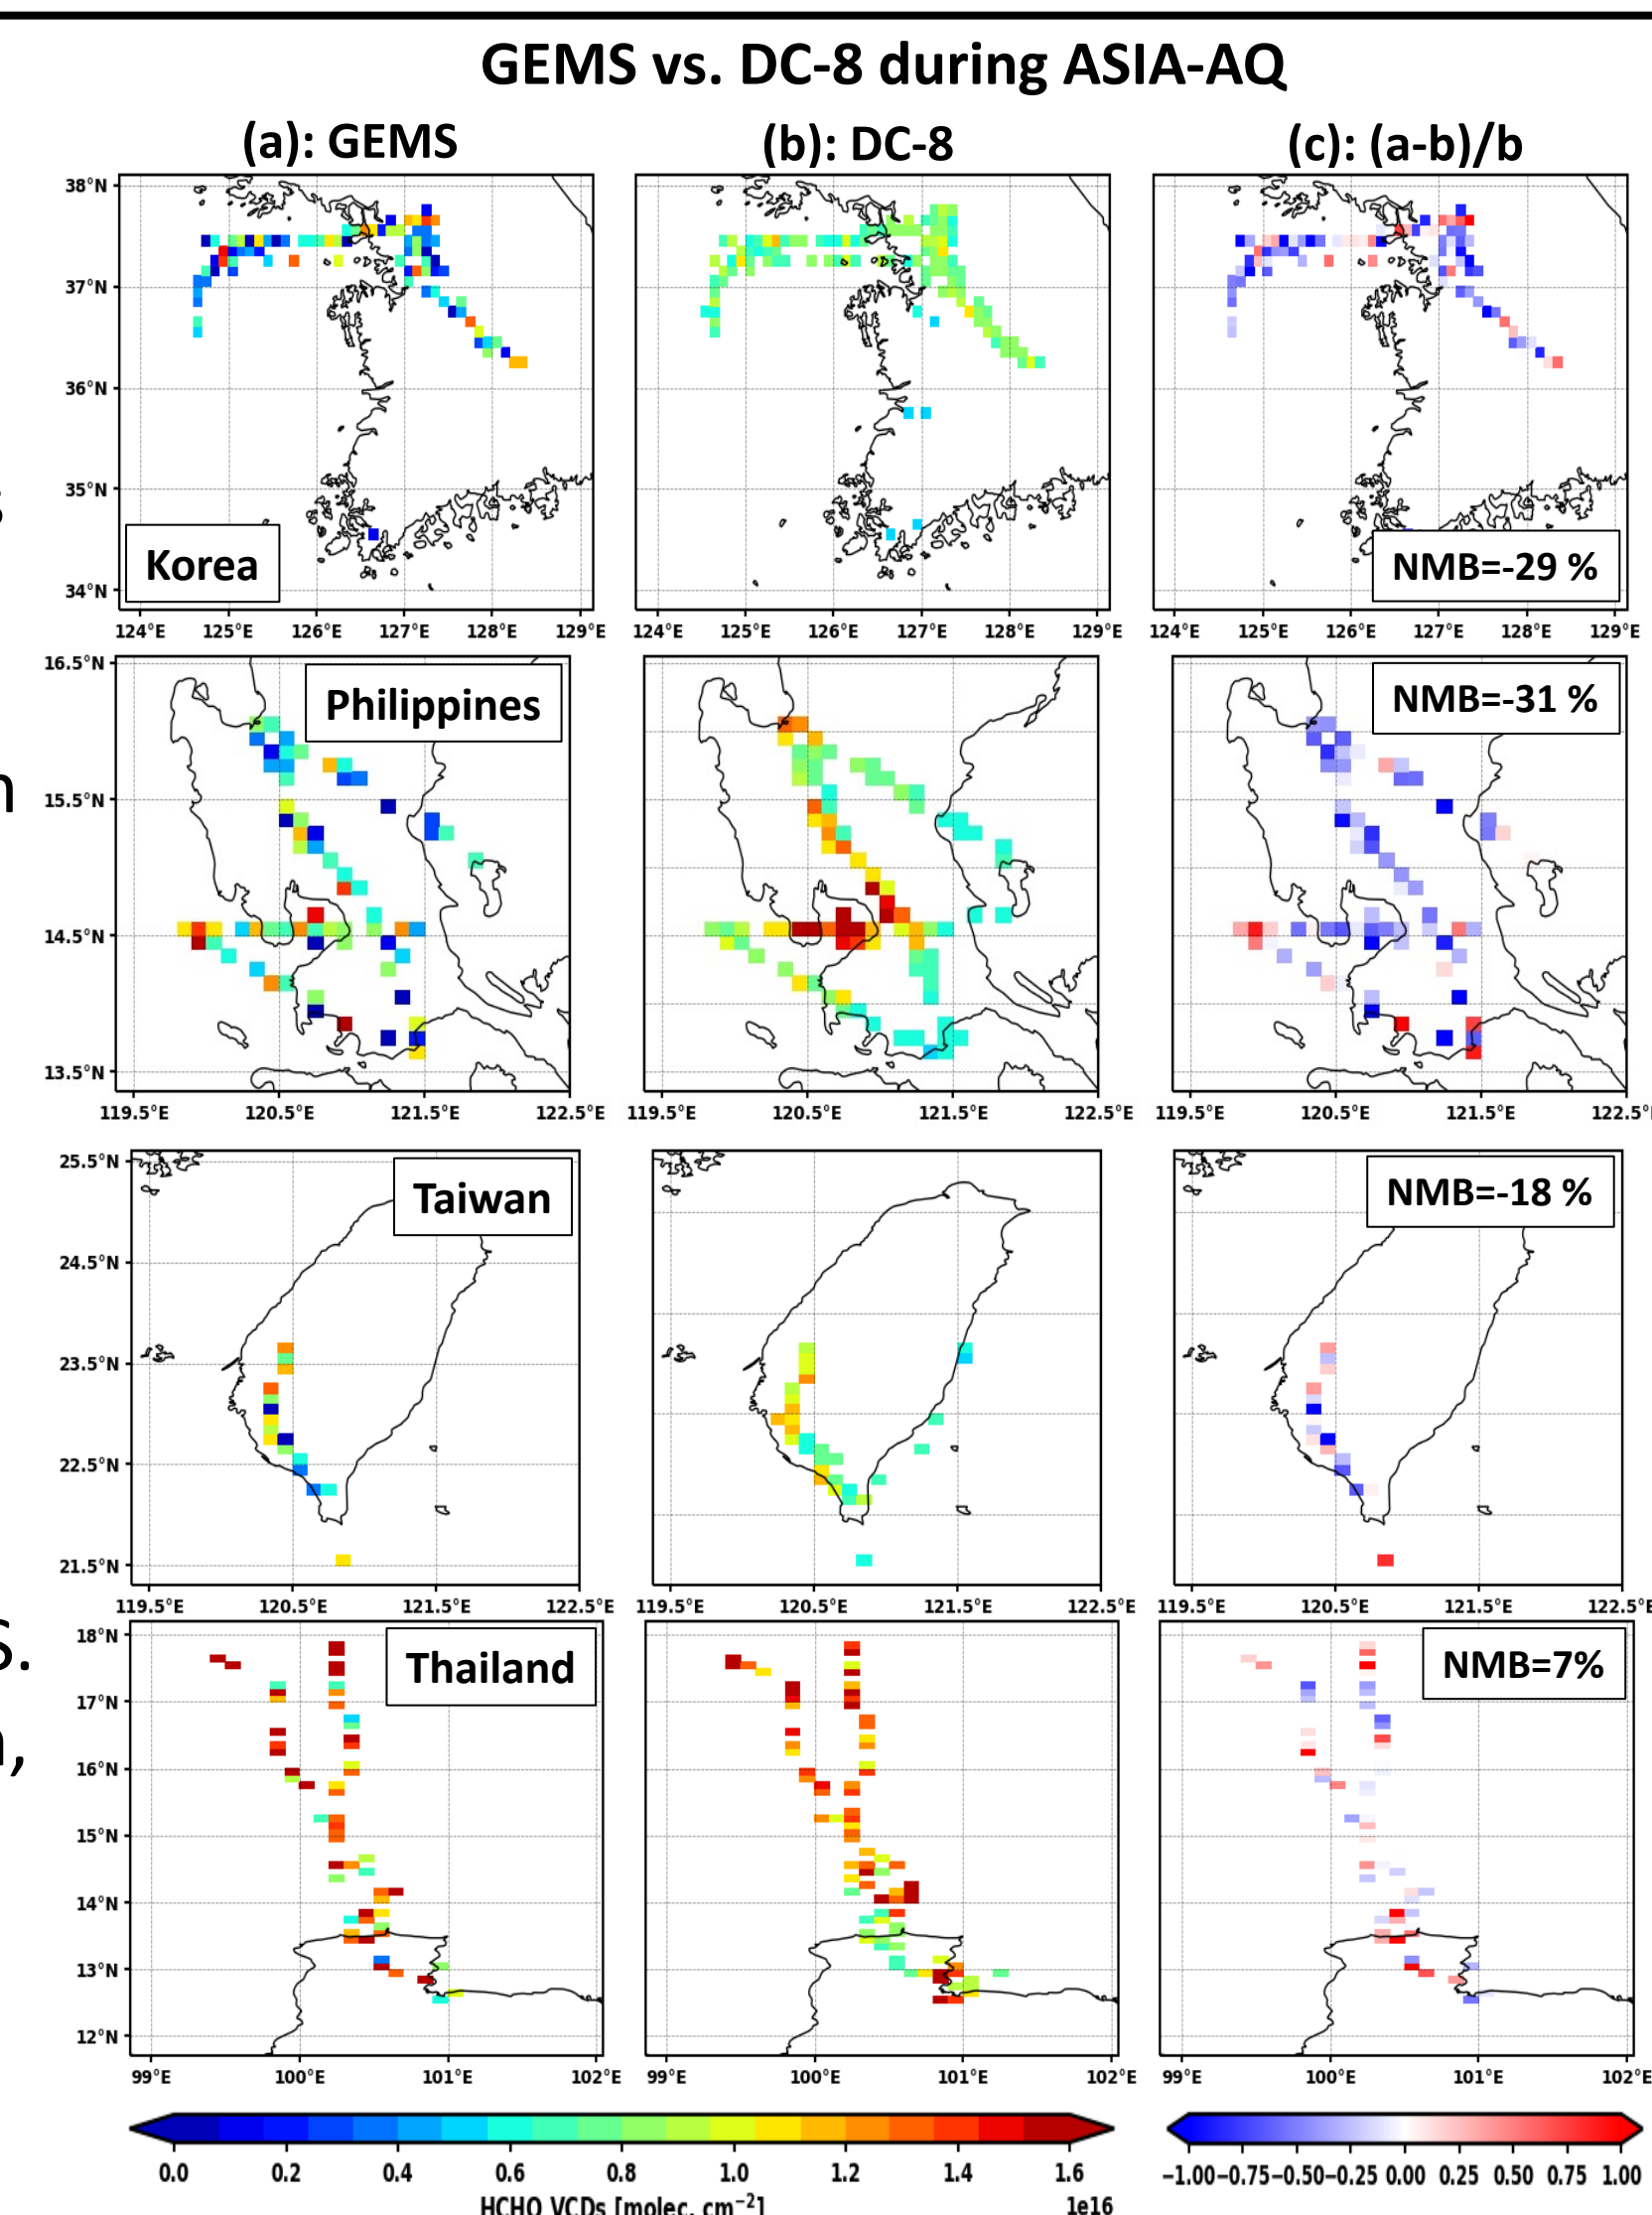 GEMS vs. DC-8 during ASIA-AQ
(a): GEMS (b): DC-8 (c): (a-b)/b
38°N
37°N
36°N
s
35°N
Korea
NMB=-29 %
34°N
124°E 125°E 126°E 127°E 128°E 129°E 124°E 125°E 126°E 127°E 128°E 129°E 124°E 125°E 126°E 127°E 128°E 129°E
16.5°N
Philippines
NMB=-31 %
n
15.5°N
14.5°N
13.5°N
119.5°E 120.5°E 121.5°E 122.5°E 119.5°E 120.5°E 121.5°E 122.5°E 119.5°E 120.5°E 121.5°E 122.5°E
25.5°N
Taiwan
NMB=-18 %
24.5°N
23.5°N
22.5°N
21.5°N
119.5°E 120.5°E 121.5°E 122.5°E 119.5°E 120.5°E 121.5°E 122.5°E 119.5°E 120.5°E 121.5°E 122.5°E
18°N
s.
Thailand
NMB=7%
17°N
16°N
15°N
14°N
13°N
12°N
99°E 100°E 101°E 102°E 99°E 100°E 101°E 102°E 99°E 100°E 101°E 102°E
0.0 0.2 0.4 0.6 0.8 1.0 1.2 1.4 1.6
−1.00 −0.75 −0.50 −0.25 0.00 0.25 0.50 0.75 1.00
HCHO VCDs [molec. cm⁻²]
1e16